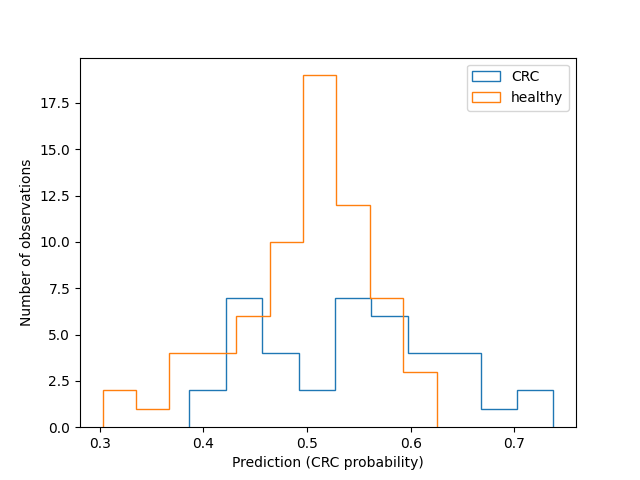 CRC
healthy
Number of observations
17.5
15.0
12.5
10.0
7.5
5.0
2.5
0.0
0.3 0.4 0.5 0.6 0.7
Prediction (CRC probability)